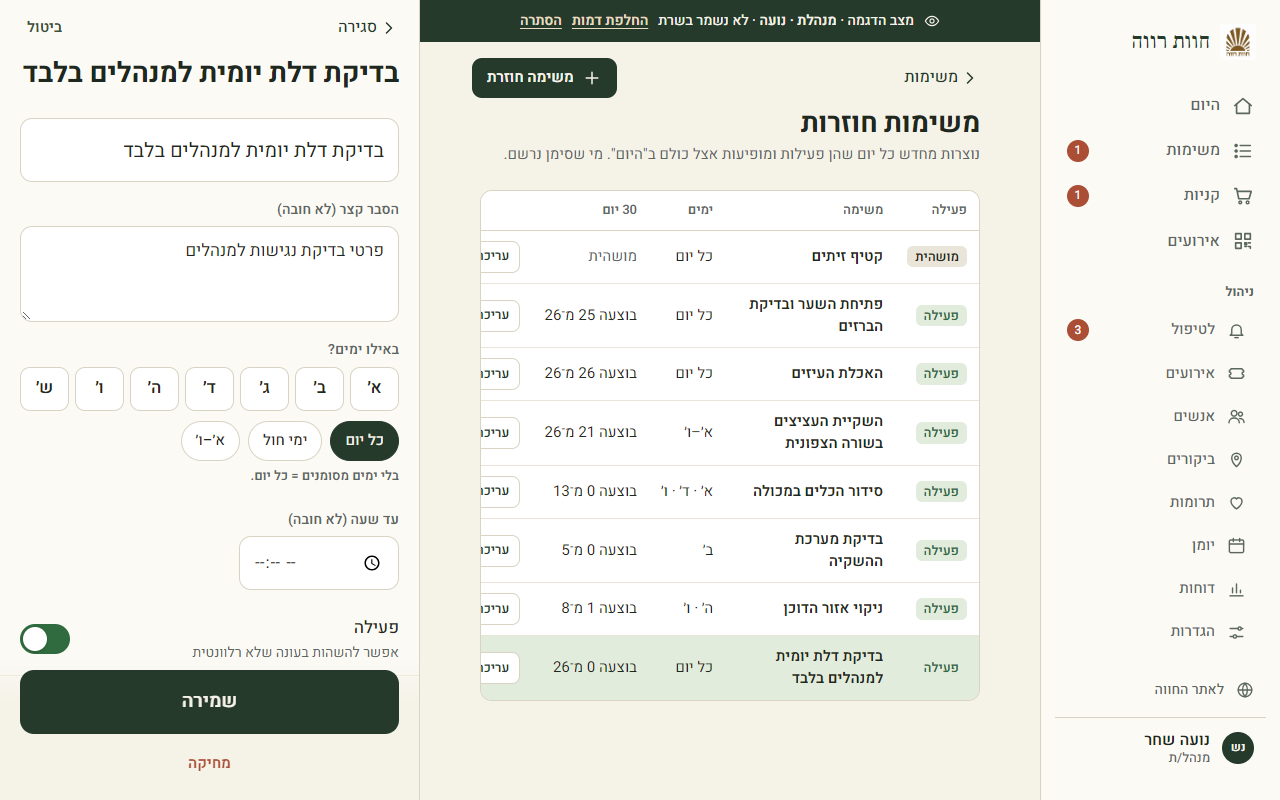 חוות רווה
היום
משימות 1
קניות 1
אירועים
ניהול
לטיפול 3
אירועים
אנשים
ביקורים
תרומות
יומן
דוחות
הגדרות
לאתר החווה
נש
נועה שחר
מנהל/ת
מצב הדגמה · מנהלת · נועה · לא נשמר בשרת החלפת דמות הסתרה
משימות
משימה חוזרת
משימות חוזרות
נוצרות מחדש כל יום שהן פעילות ומופיעות אצל כולם ב"היום". מי שסימן נרשם.
פעילה משימה ימים 30 יום
מושהית קטיף זיתים כל יום מושהית
פעילה פתיחת השער ובדיקת הברזים כל יום בוצעה 25 מ־26
פעילה האכלת העיזים כל יום בוצעה 26 מ־26
פעילה השקיית העציצים בשורה הצפונית א׳–ו׳ בוצעה 21 מ־26
פעילה סידור הכלים במכולה א׳ · ד׳ · ו׳ בוצעה 0 מ־13
פעילה בדיקת מערכת ההשקיה ב׳ בוצעה 0 מ־5
פעילה ניקוי אזור הדוכן ה׳ · ו׳ בוצעה 1 מ־8
פעילה בדיקת דלת יומית למנהלים בלבד כל יום בוצעה 0 מ־26
סגירה
ביטול
בדיקת דלת יומית למנהלים בלבד
בדיקת דלת יומית למנהלים בלבד
הסבר קצר (לא חובה)
פרטי בדיקת נגישות למנהלים
באילו ימים?
א׳ ב׳ ג׳ ד׳ ה׳ ו׳ ש׳
כל יום ימי חול א׳–ו׳
בלי ימים מסומנים = כל יום.
עד שעה (לא חובה)
--:-- --
פעילה
אפשר להשהות בעונה שלא רלוונטית
שמירה
מחיקה